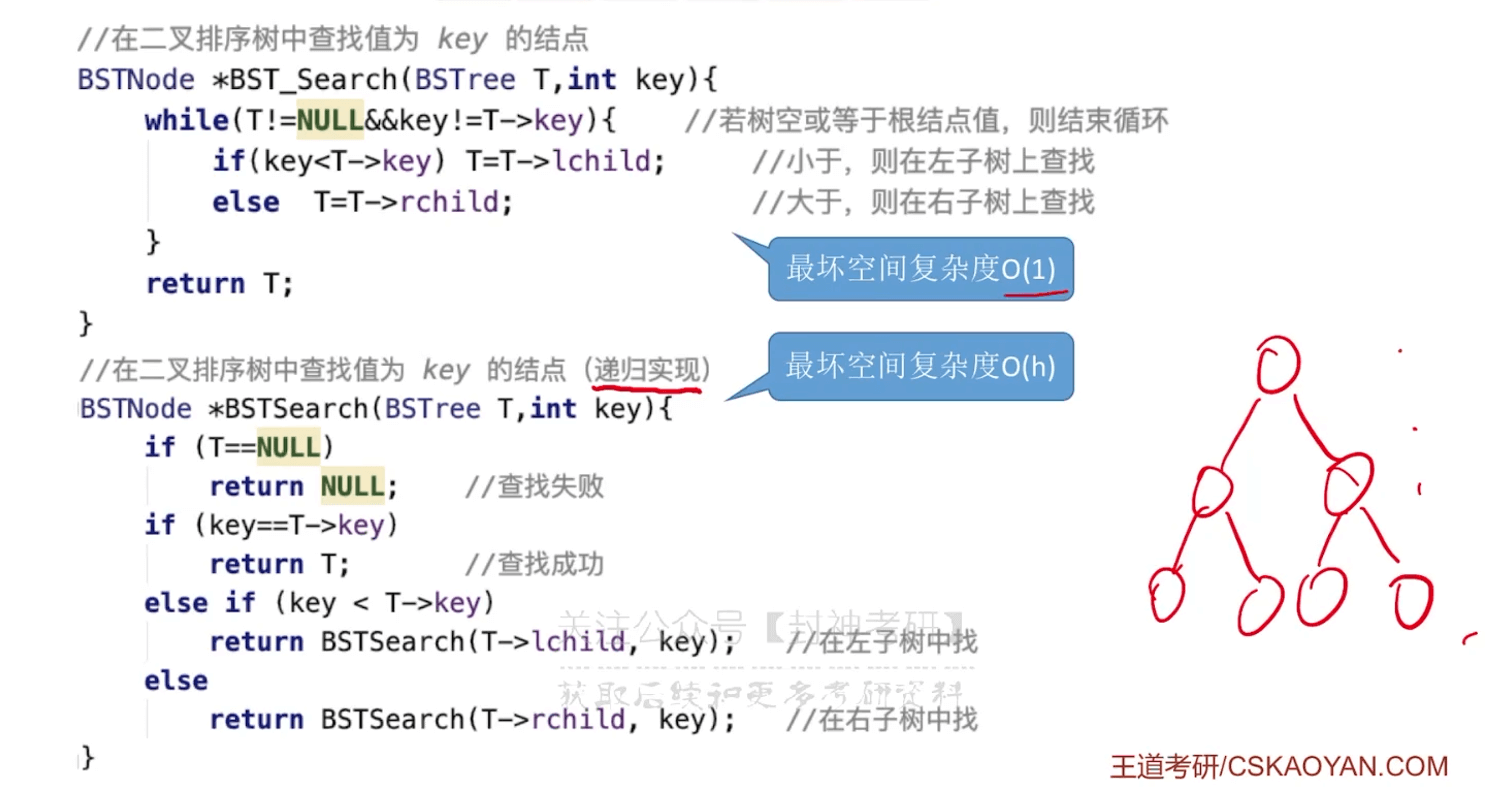 //在二叉排序树中查找值为 key 的结点
BSTNode *BST_Search(BSTree T,int key){
while(T!=NULL&&key!=T->key){ //若树空或等于根结点值，则结束循环
if(key<T->key) T=T->lchild; //小于，则在左子树上查找
else T=T->rchild; //大于，则在右子树上查找
}
最坏空间复杂度O(1)
return T;
}
最坏空间复杂度O(h)
//在二叉排序树中查找值为 key 的结点（递归实现）
BSTNode *BSTSearch(BSTree T,int key){
if (T==NULL)
return NULL; //查找失败
if (key==T->key)
return T; //查找成功
else if (key < T->key)
关注公众号【封神考研】
return BSTSearch(T->lchild, key); //在左子树中找
else
获取后续和更多考研资料
return BSTSearch(T->rchild, key); //在右子树中找
}
王道考研/CSKAOYAN.COM